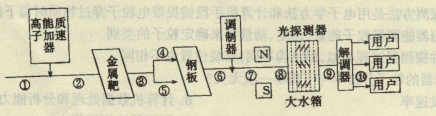 高能质
子加速
器
①
②
金属靶
③
④
⑤
钢板
⑥
调制器
⑦
N
S
⑧
光探测器
大水箱
⑨
解调器
⑩
用户
用户
用户